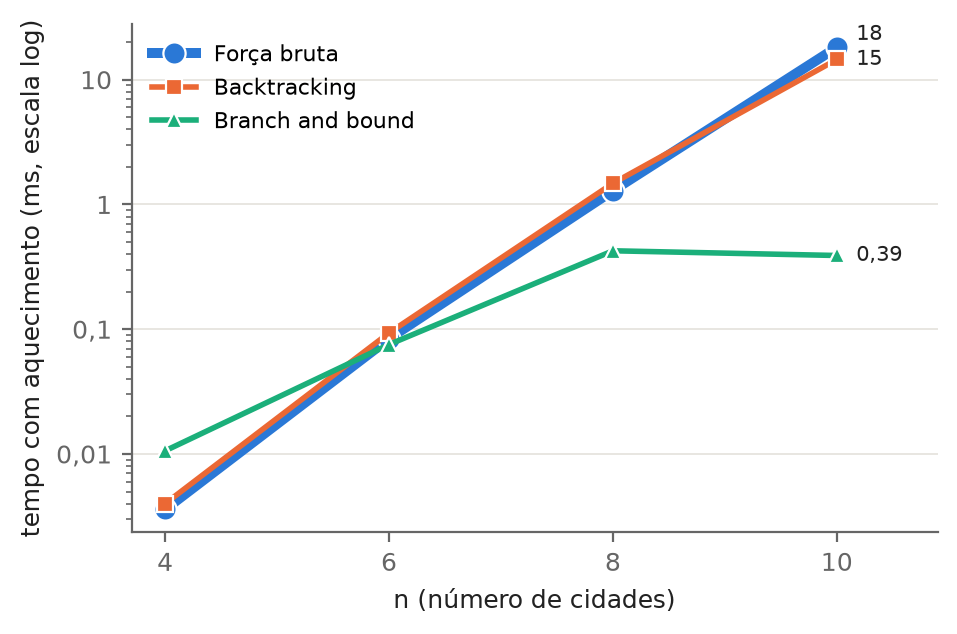 tempo com aquecimento (ms, escala log)
Força bruta
Backtracking
Branch and bound
10
1
0,1
0,01
18
15
0,39
4
6
8
10
n (número de cidades)